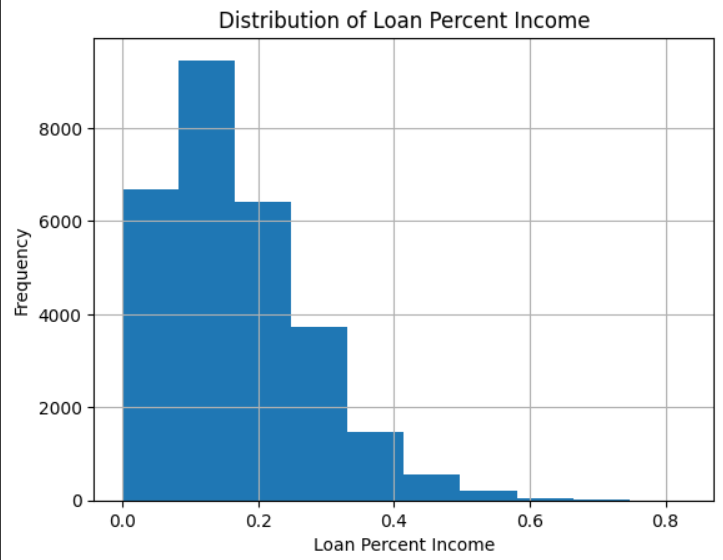 Distribution of Loan Percent Income
Frequency
8000
6000
4000
2000
0
0.0 0.2 0.4 0.6 0.8
Loan Percent Income